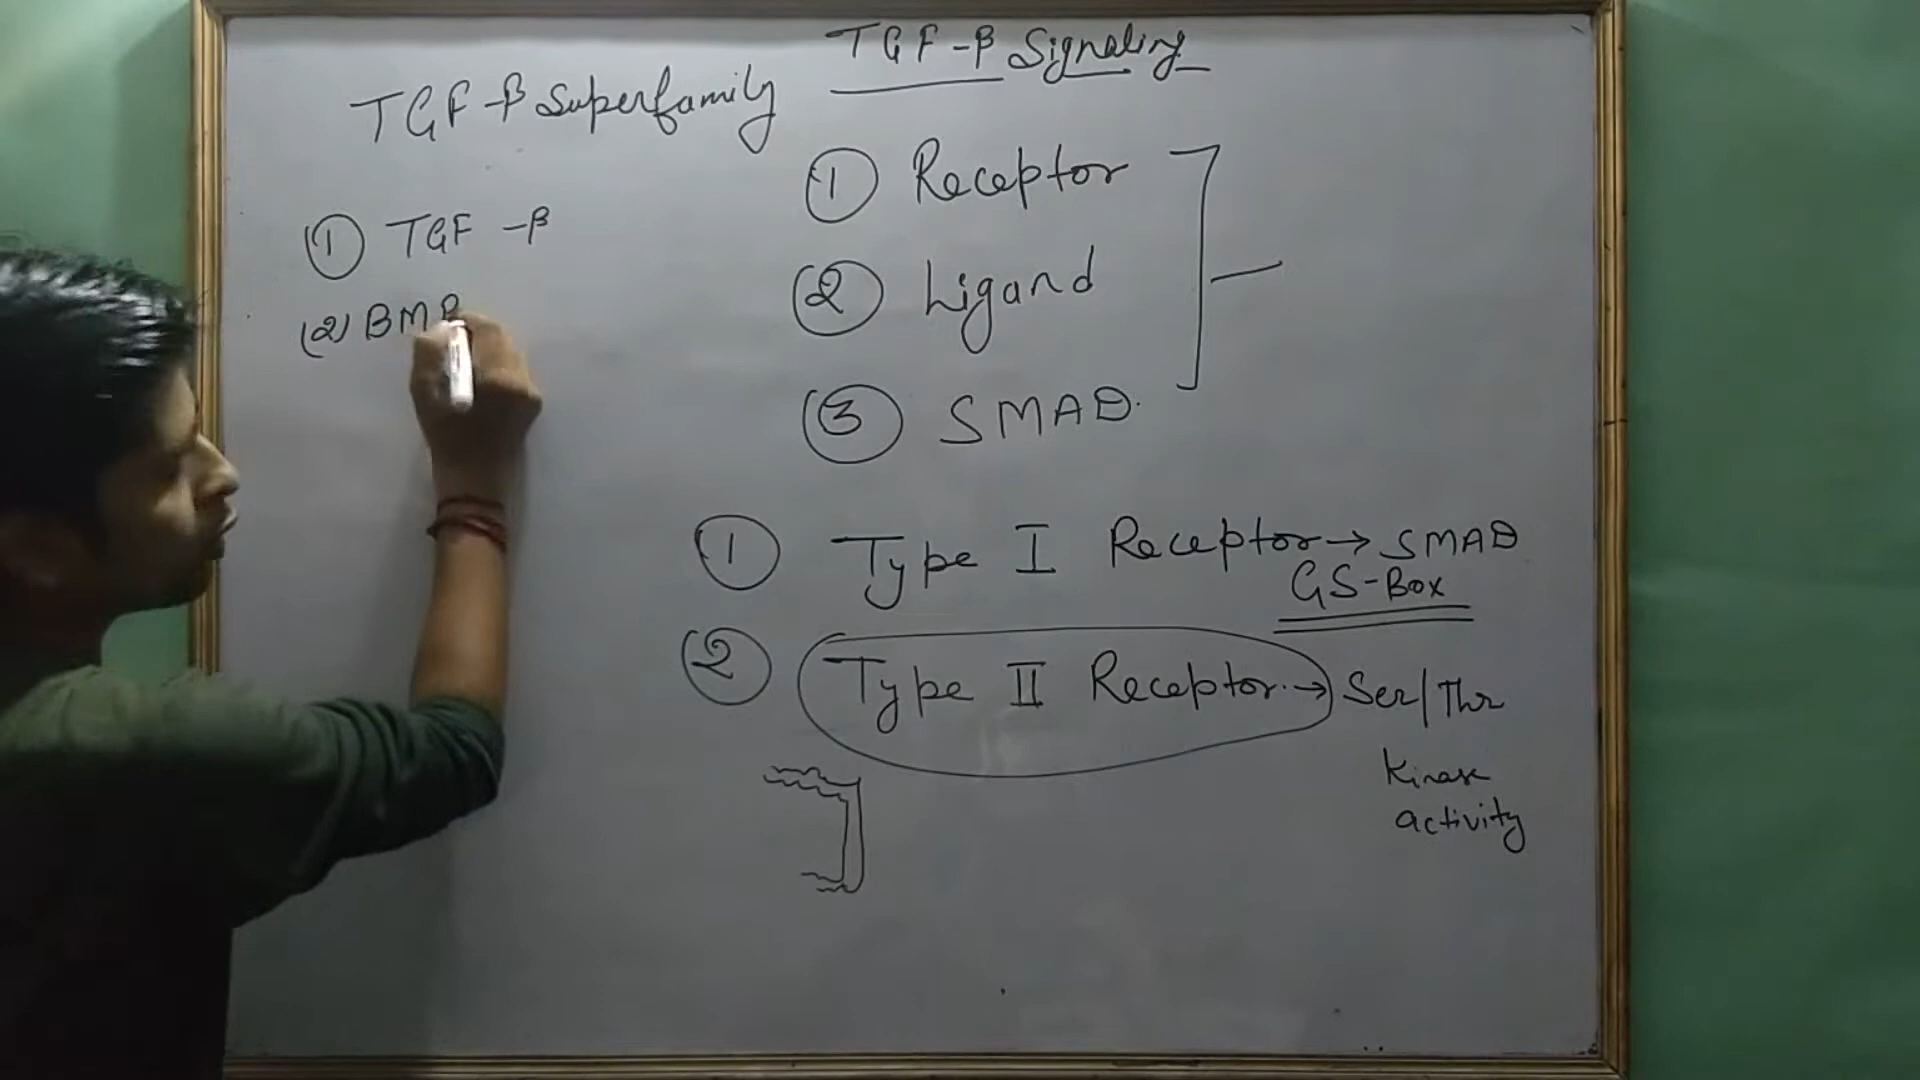 TGF-β Signaling
TGF-β Superfamily
① Receptor
② Ligand
③ SMAD.
① TGF-β
(2) BMP
① Type I Receptor → SMAD
GS-Box
② Type II Receptor. → Ser/Thr
Kinase
activity